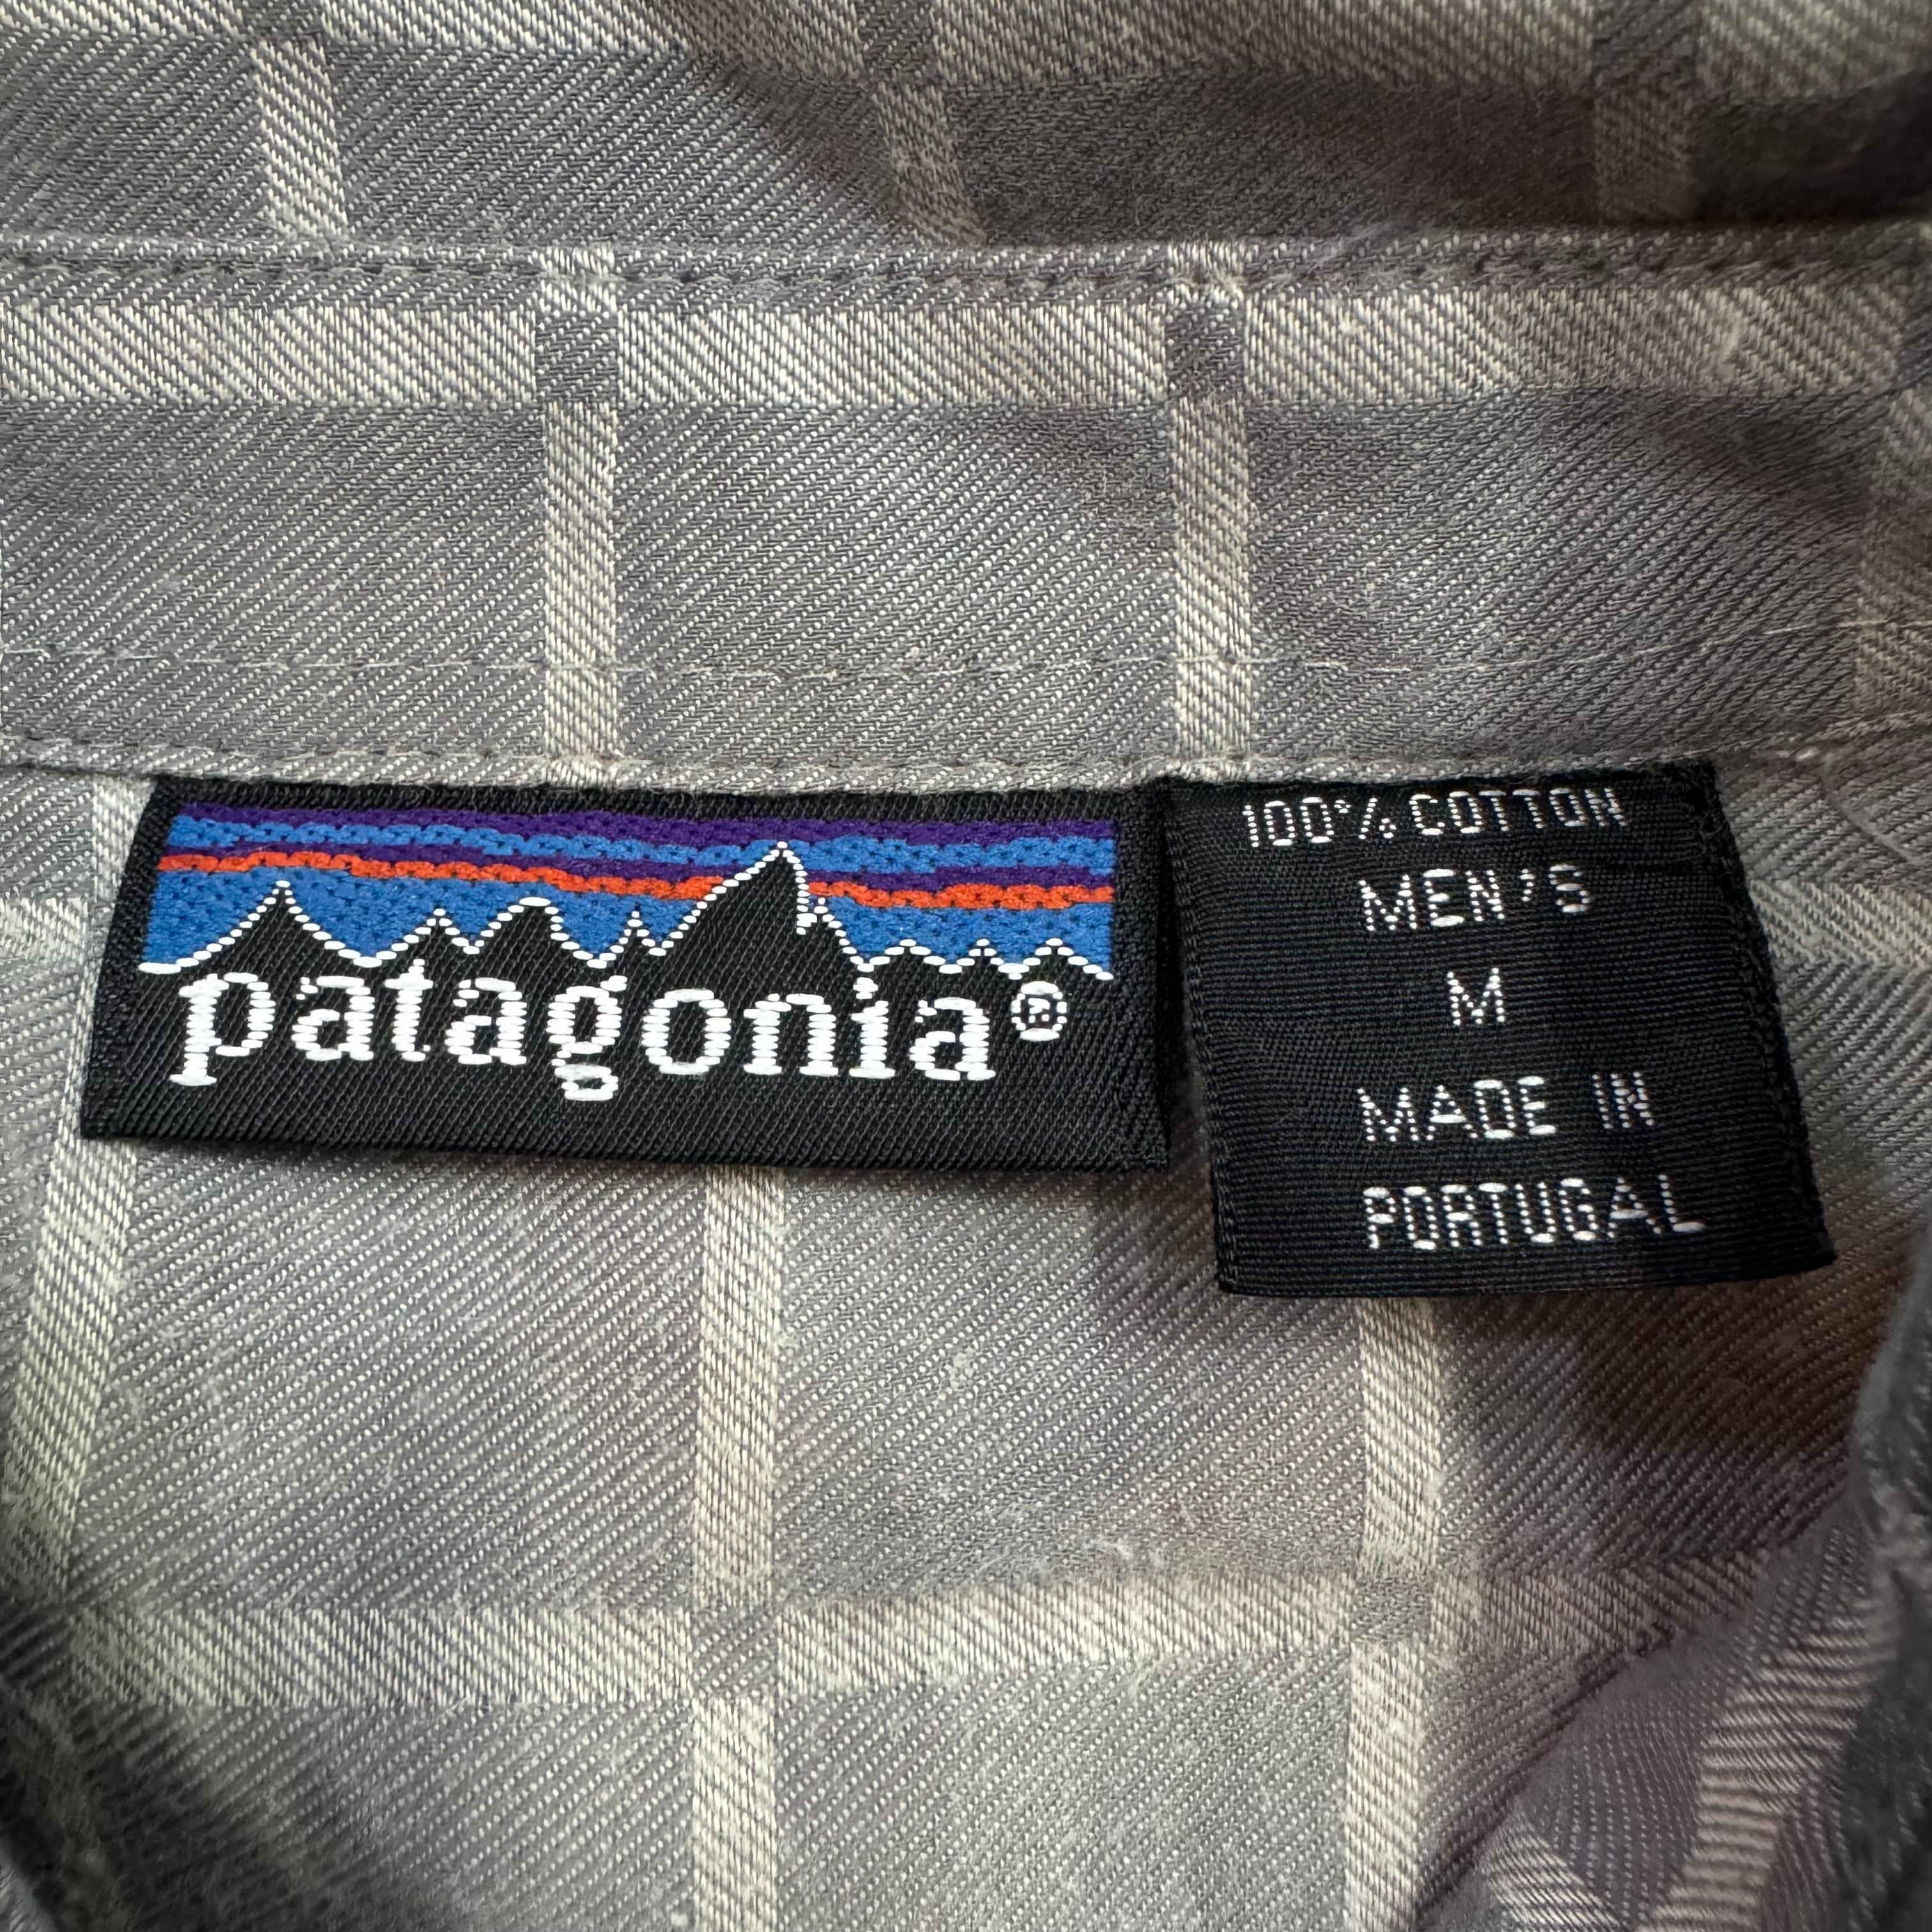 patagonia®
100% COTTON
MEN'S
M
MADE IN
PORTUGAL